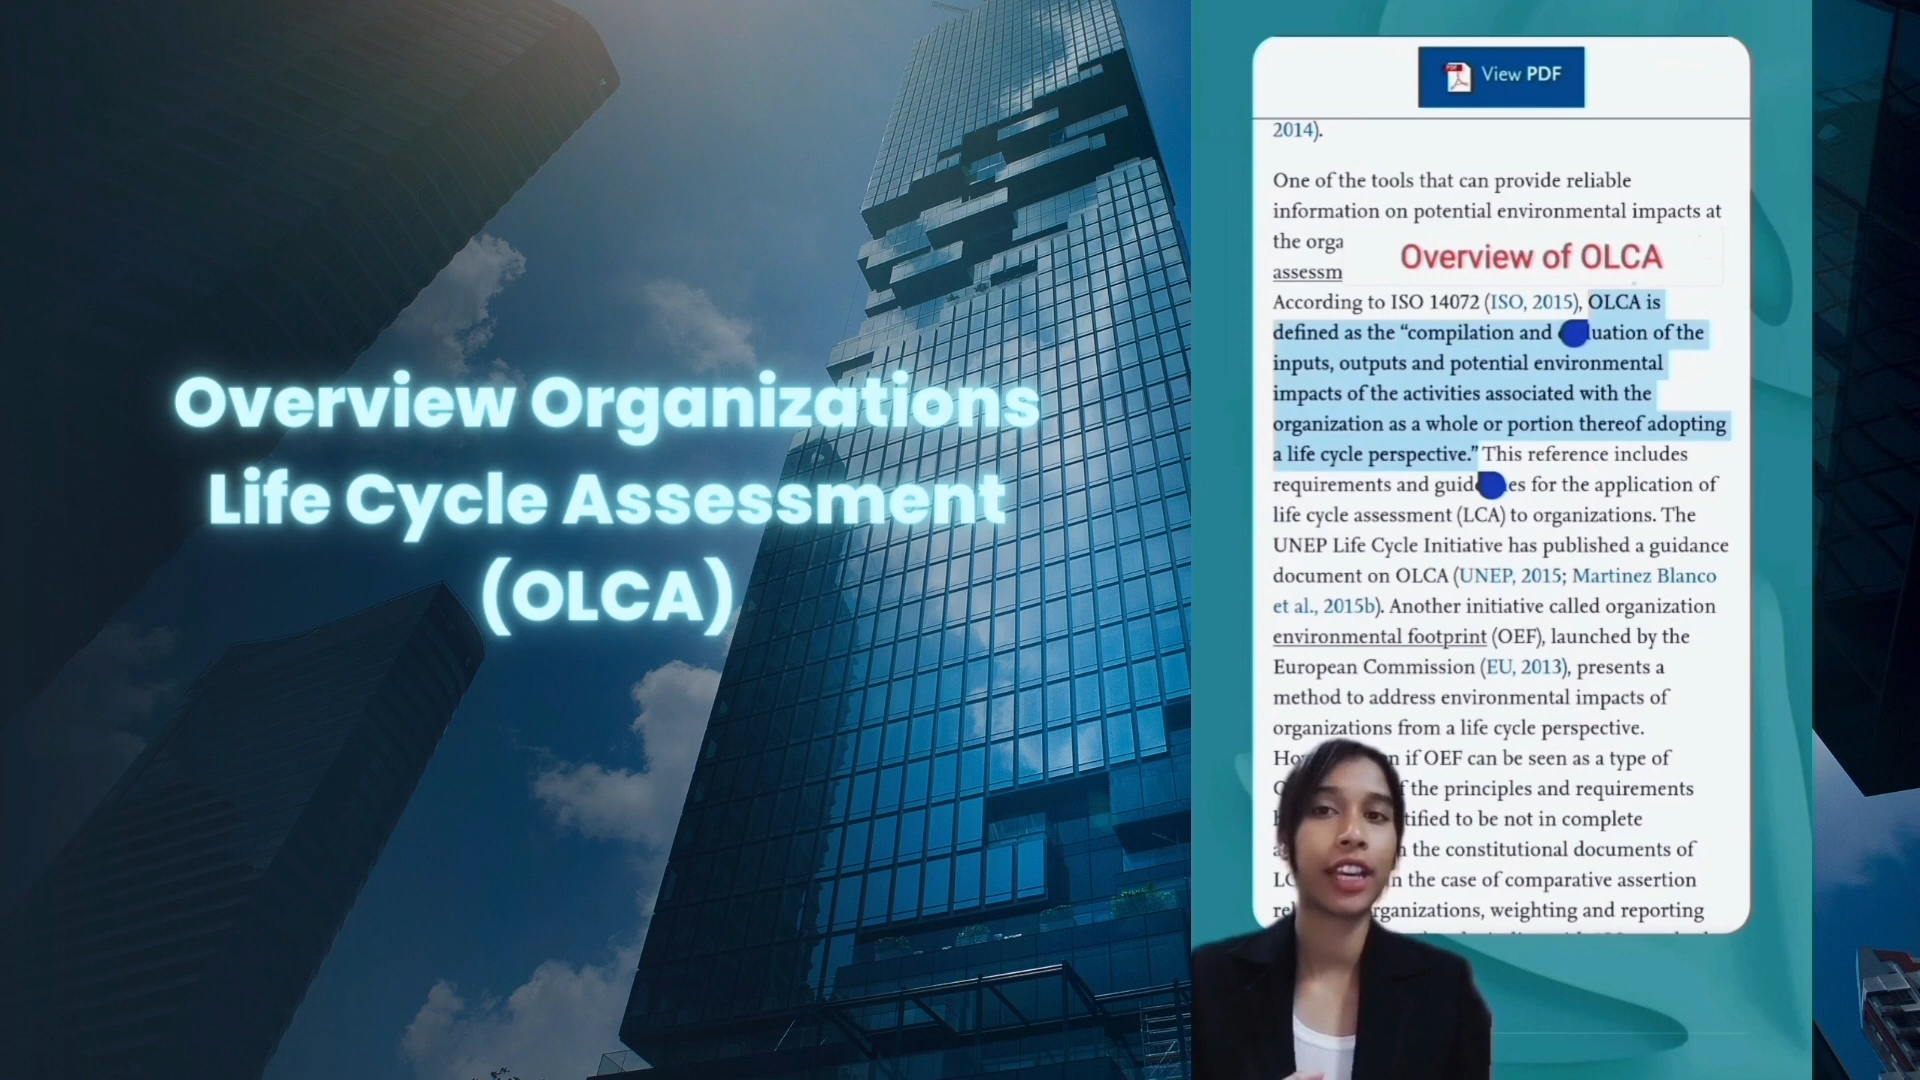 Overview Organizations
Life Cycle Assessment
(OLCA)
View PDF
2014).
One of the tools that can provide reliable
information on potential environmental impacts at
the orga
Overview of OLCA
assessm
According to ISO 14072 (ISO, 2015), OLCA is
defined as the “compilation and uation of the
inputs, outputs and potential environmental
impacts of the activities associated with the
organization as a whole or portion thereof adopting
a life cycle perspective.” This reference includes
requirements and guid es for the application of
life cycle assessment (LCA) to organizations. The
UNEP Life Cycle Initiative has published a guidance
document on OLCA (UNEP, 2015; Martinez Blanco
et al., 2015b). Another initiative called organization
environmental footprint (OEF), launched by the
European Commission (EU, 2013), presents a
method to address environmental impacts of
organizations from a life cycle perspective.
if OEF can be seen as a type of
the principles and requirements
tified to be not in complete
the constitutional documents of
n the case of comparative assertion
rganizations, weighting and reporting